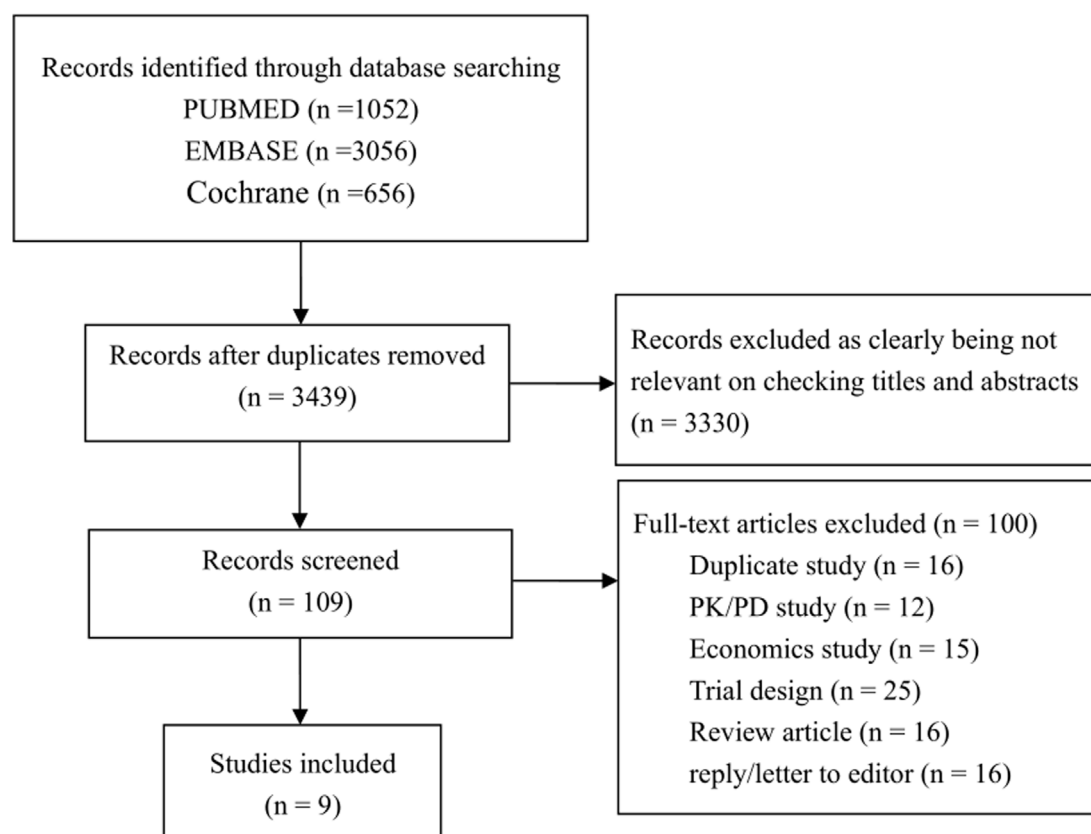 Records identified through database searching
PUBMED (n =1052)
EMBASE (n =3056)
Cochrane (n =656)
Records after duplicates removed
(n = 3439)
Records excluded as clearly being not
relevant on checking titles and abstracts
(n = 3330)
Records screened
(n = 109)
Full-text articles excluded (n = 100)
Duplicate study (n = 16)
PK/PD study (n = 12)
Economics study (n = 15)
Trial design (n = 25)
Review article (n = 16)
reply/letter to editor (n = 16)
Studies included
(n = 9)